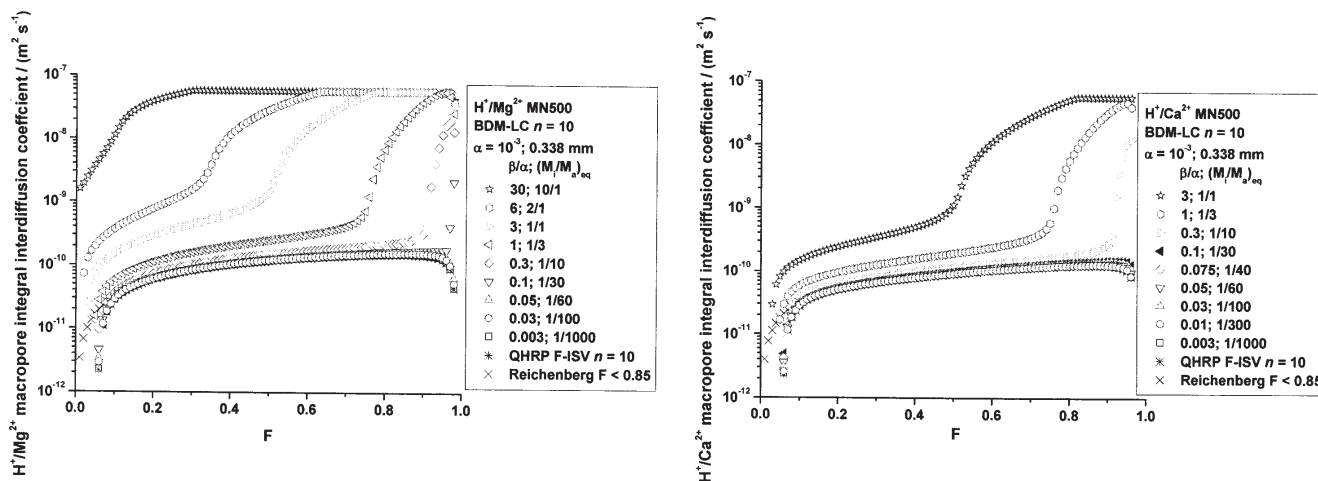 H⁺/Mg²⁺ macropore integral interdiffusion coeffcient / (m² s⁻¹)
10⁻⁷
10⁻⁸
10⁻⁹
10⁻¹⁰
10⁻¹¹
10⁻¹²
0.0
0.2
0.4
0.6
0.8
1.0
F
H⁺/Mg²⁺ MN500
BDM-LC n = 10
α = 10⁻³; 0.338 mm
β/α; (Mᵢ/Mₐ)eq
30; 10/1
6; 2/1
3; 1/1
1; 1/3
0.3; 1/10
0.1; 1/30
0.05; 1/60
0.03; 1/100
0.003; 1/1000
QHRP F-ISV n = 10
Reichenberg F < 0.85
H⁺/Ca²⁺ macropore integral interdiffusion coefficient / (m² s⁻¹)
10⁻⁷
10⁻⁸
10⁻⁹
10⁻¹⁰
10⁻¹¹
10⁻¹²
0.0
0.2
0.4
0.6
0.8
1.0
F
H⁺/Ca²⁺ MN500
BDM-LC n = 10
α = 10⁻³; 0.338 mm
β/α; (Mᵢ/Mₐ)eq
3; 1/1
1; 1/3
0.3; 1/10
0.1; 1/30
0.075; 1/40
0.05; 1/60
0.03; 1/100
0.01; 1/300
0.003; 1/1000
QHRP F-ISV n = 10
Reichenberg F < 0.85